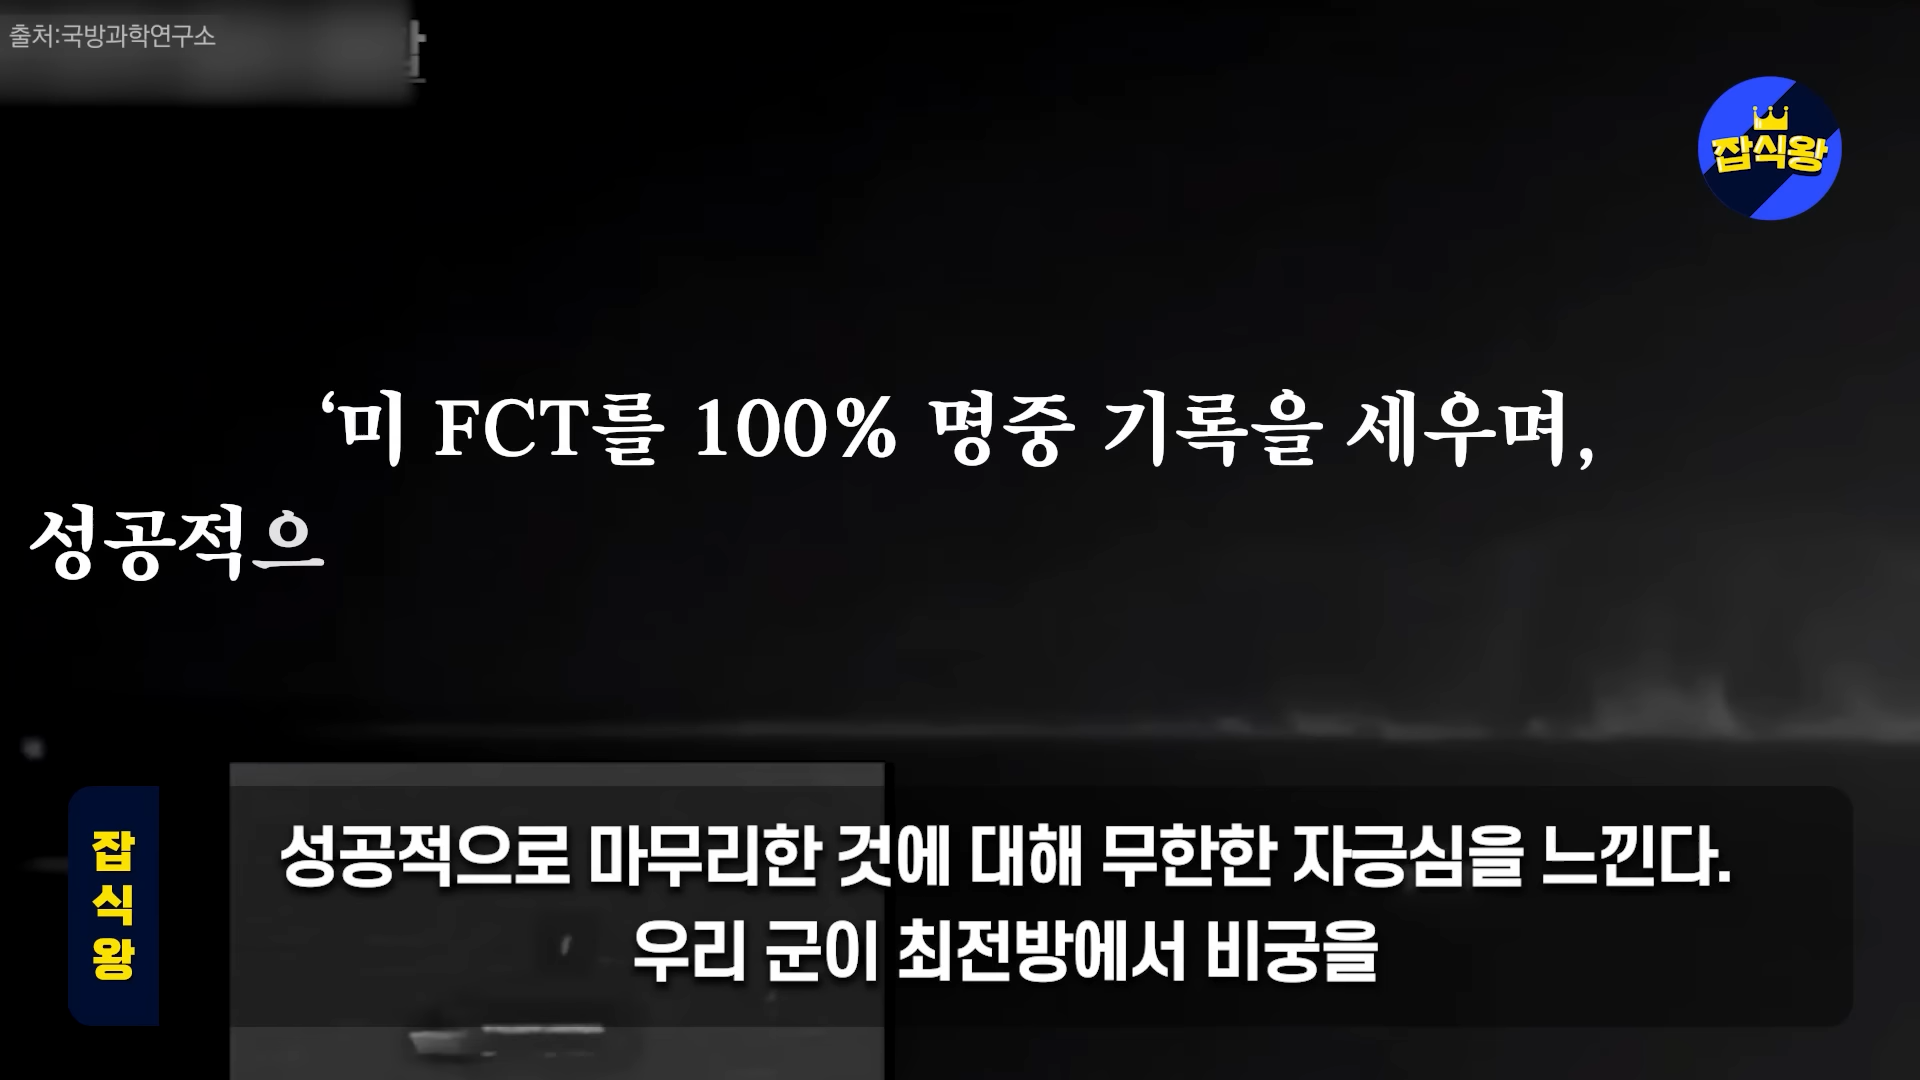 출처:국방과학연구소
잡식왕
‘미 FCT를 100% 명중 기록을 세우며,
성공적으
잡식왕
성공적으로 마무리한 것에 대해 무한한 자긍심을 느낀다.
우리 군이 최전방에서 비궁을